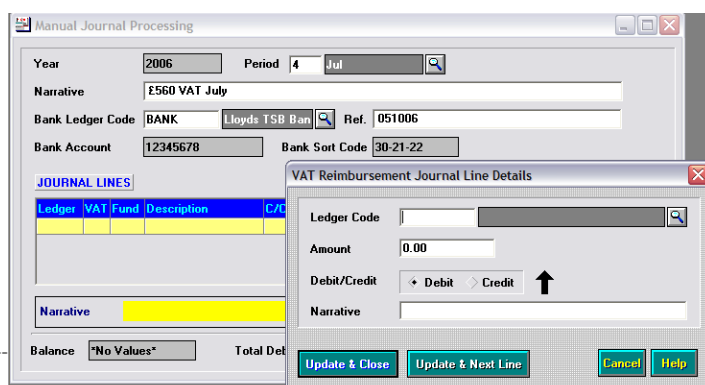 Manual Journal Processing
Year 2006 Period 4 Jul
Narrative £560 VAT July
Bank Ledger Code BANK Lloyds TSB Ban Ref. 051006
Bank Account 12345678 Bank Sort Code 30-21-22
JOURNAL LINES
Ledger VAT Fund Description C/C
Narrative
Balance *No Values* Total Deb
VAT Reimbursement Journal Line Details
Ledger Code
Amount 0.00
Debit/Credit Debit Credit
Narrative
Update & Close Update & Next Line Cancel Help